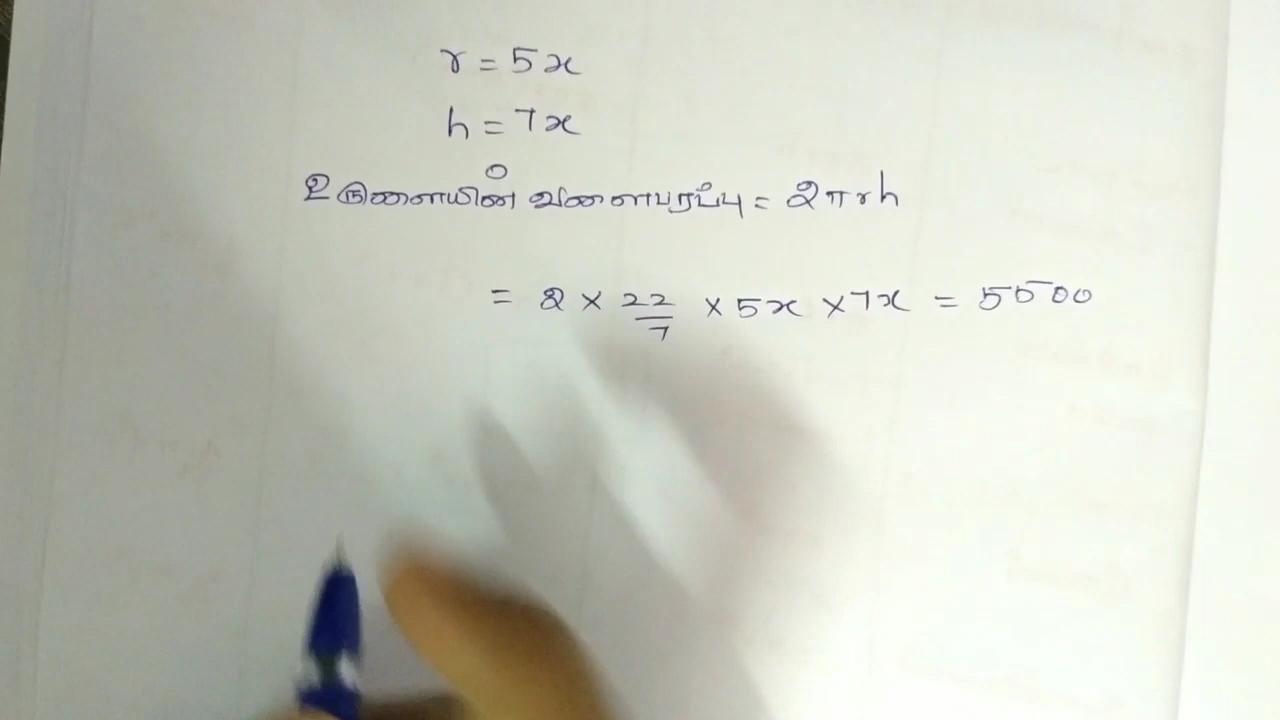 r = 5x
h = 7x
உருளையின் வளைபரப்பு = 2πrh
= 2 × 22/7 × 5x × 7x = 5500